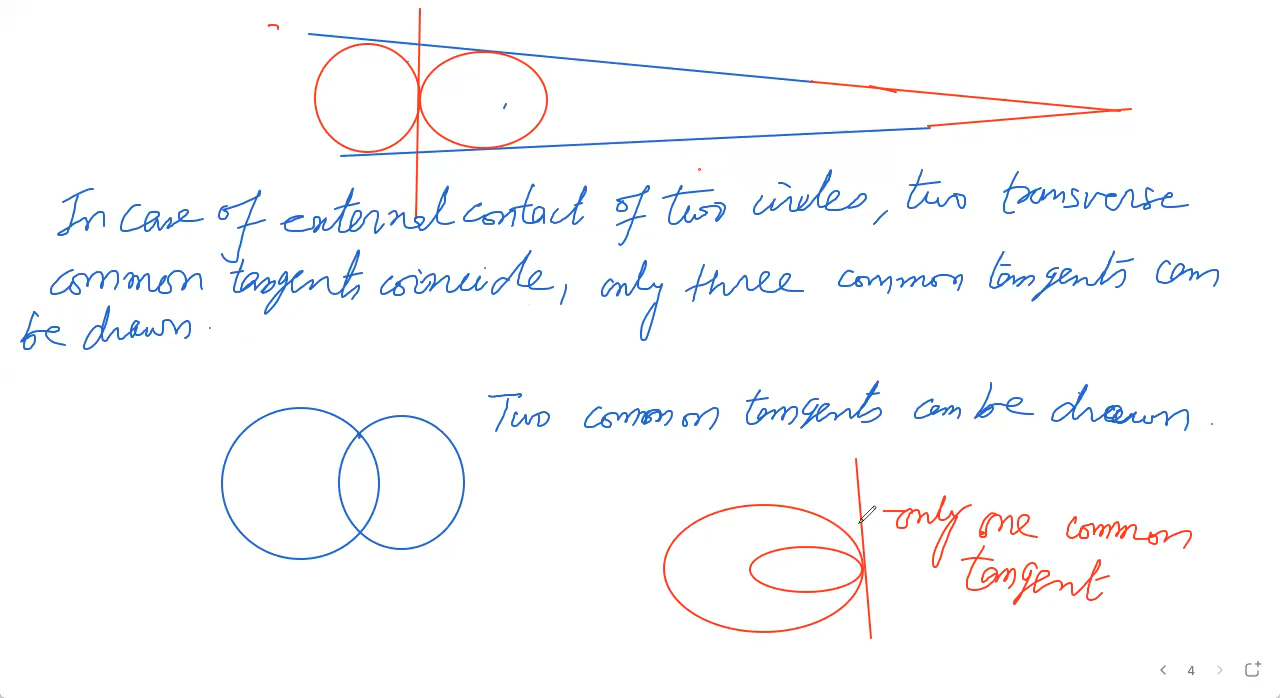 In case of external contact of two circles, two transverse
common tangents coincide, only three common tangents can
be drawn.
Two common tangents can be drawn.
only one common
tangent
4